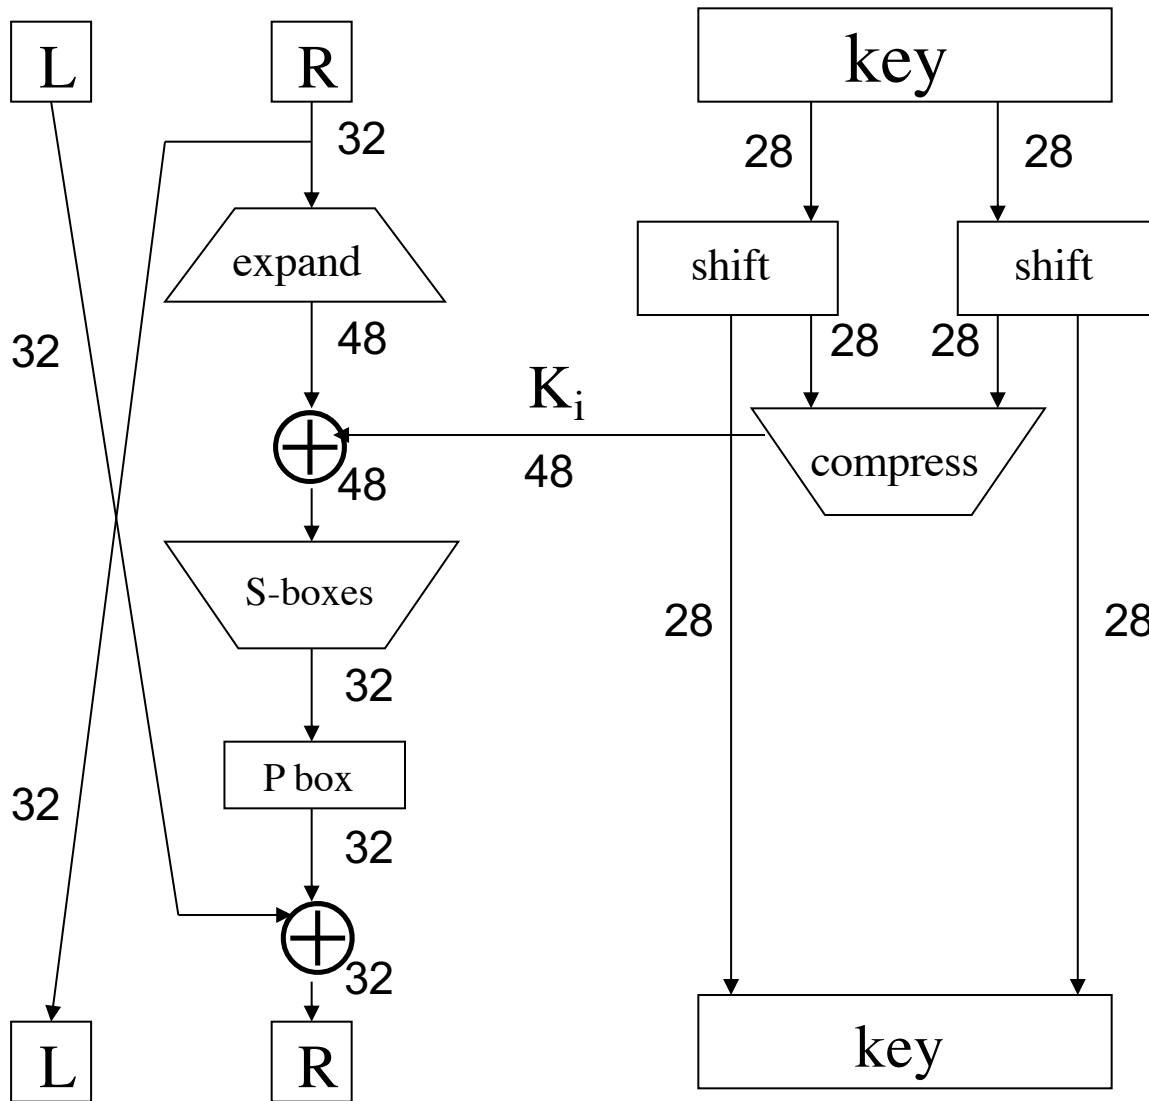 L R key
32 28 28
expand shift shift
48 28 28
32
K_i
48 48 compress
S-boxes
28 28
32
P box
32
32
32
L R key